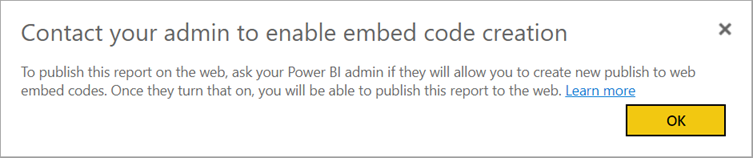 Contact your admin to enable embed code creation
To publish this report on the web, ask your Power BI admin if they will allow you to create new publish to web
embed codes. Once they turn that on, you will be able to publish this report to the web. Learn more
OK